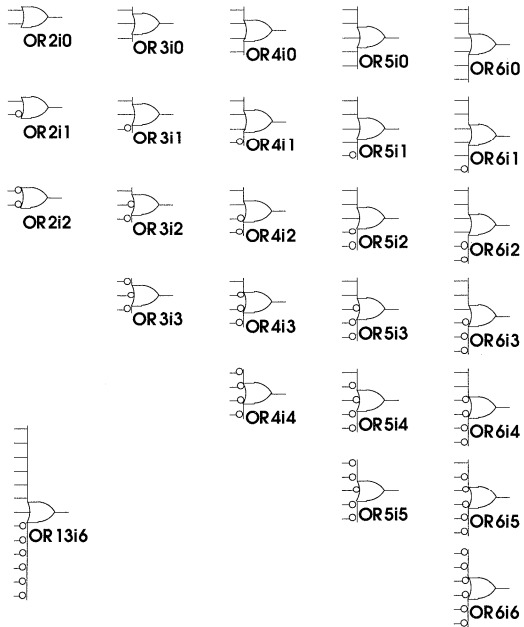 OR2i0 OR3i0 OR4i0 OR5i0 OR6i0
OR2i1 OR3i1 OR4i1 OR5i1 OR6i1
OR2i2 OR3i2 OR4i2 OR5i2 OR6i2
OR3i3 OR4i3 OR5i3 OR6i3
OR4i4 OR5i4 OR6i4
OR13i6 OR5i5 OR6i5
OR6i6